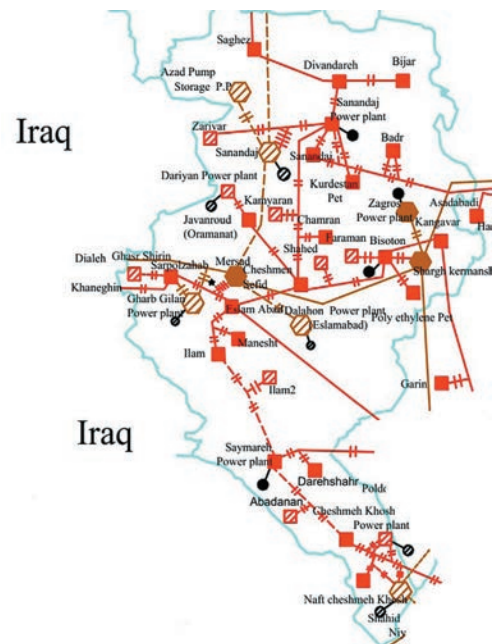 Saghez
Divandareh
Bijar
Azad Pump
Storage P.P
Sanandaj
Power plant
Zarivar
Badr
Sanandaj
Sanandaj
Dariyan Power plant
Kurdestan
Pet
Kamyaran
Zagros
Power plant
Asadabadi
Kangavar
Ha
Iraq
Javanroud
(Oramanat)
Chamran
Faraman
Shahed
Bisoton
Dialeh
Ghasr Shirin
Mersad
Cheshmeh
Sefid
Shargh kermansh
Sarpolzahab
Khaneghin
Gharb Gilan
Power plant
Eslam Abad
Dalahon Power plant
(Eslamabad)
Poly ethylene Pet
Manesht
Ilam
Ilam2
Garin
Iraq
Saymareh
Power plant
Darehshahr
Poldo
Abadanan
Cheshmeh Khosh
Power plant
Naft cheshmeh Khosh
Shahid
Niy